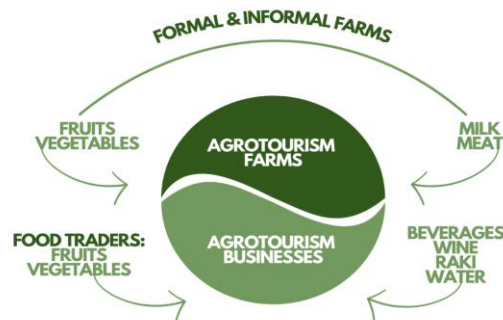 FORMAL & INFORMAL FARMS
FRUITS
VEGETABLES
MILK
MEAT
AGROTOURISM
FARMS
FOOD TRADERS:
FRUITS
VEGETABLES
AGROTOURISM
BUSINESSES
BEVERAGES
WINE
RAKI
WATER